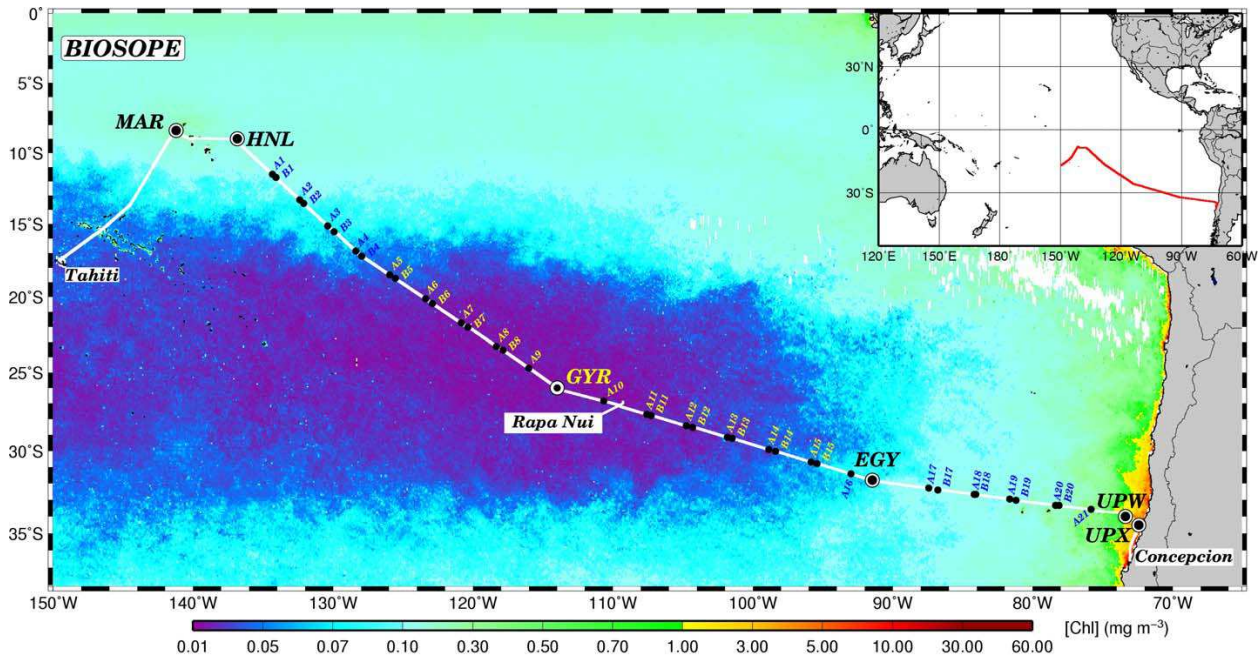 0°
BIOSOPE
5°S
10°S
15°S
20°S
25°S
30°S
35°S
MAR
HNL
A1
B1
A2
B2
A3
B3
A4
B4
A5
B5
A6
B6
A7
B7
A8
B8
A9
GYR
A10
Rapa Nui
A11
B11
A12
B12
A13
B13
A14
B14
A15
B15
A16
EGY
A17
B17
A18
B18
A19
B19
A20
B20
A21
UPW
UPX
Concepcion
Tahiti
30°N
0°
30°S
120°E 150°E 180° 150°W 120°W 90°W 60°W
150°W 140°W 130°W 120°W 110°W 100°W 90°W 80°W 70°W
0.01 0.05 0.07 0.10 0.30 0.50 0.70 1.00 3.00 5.00 10.00 30.00 60.00
[Chl] (mg m⁻³)